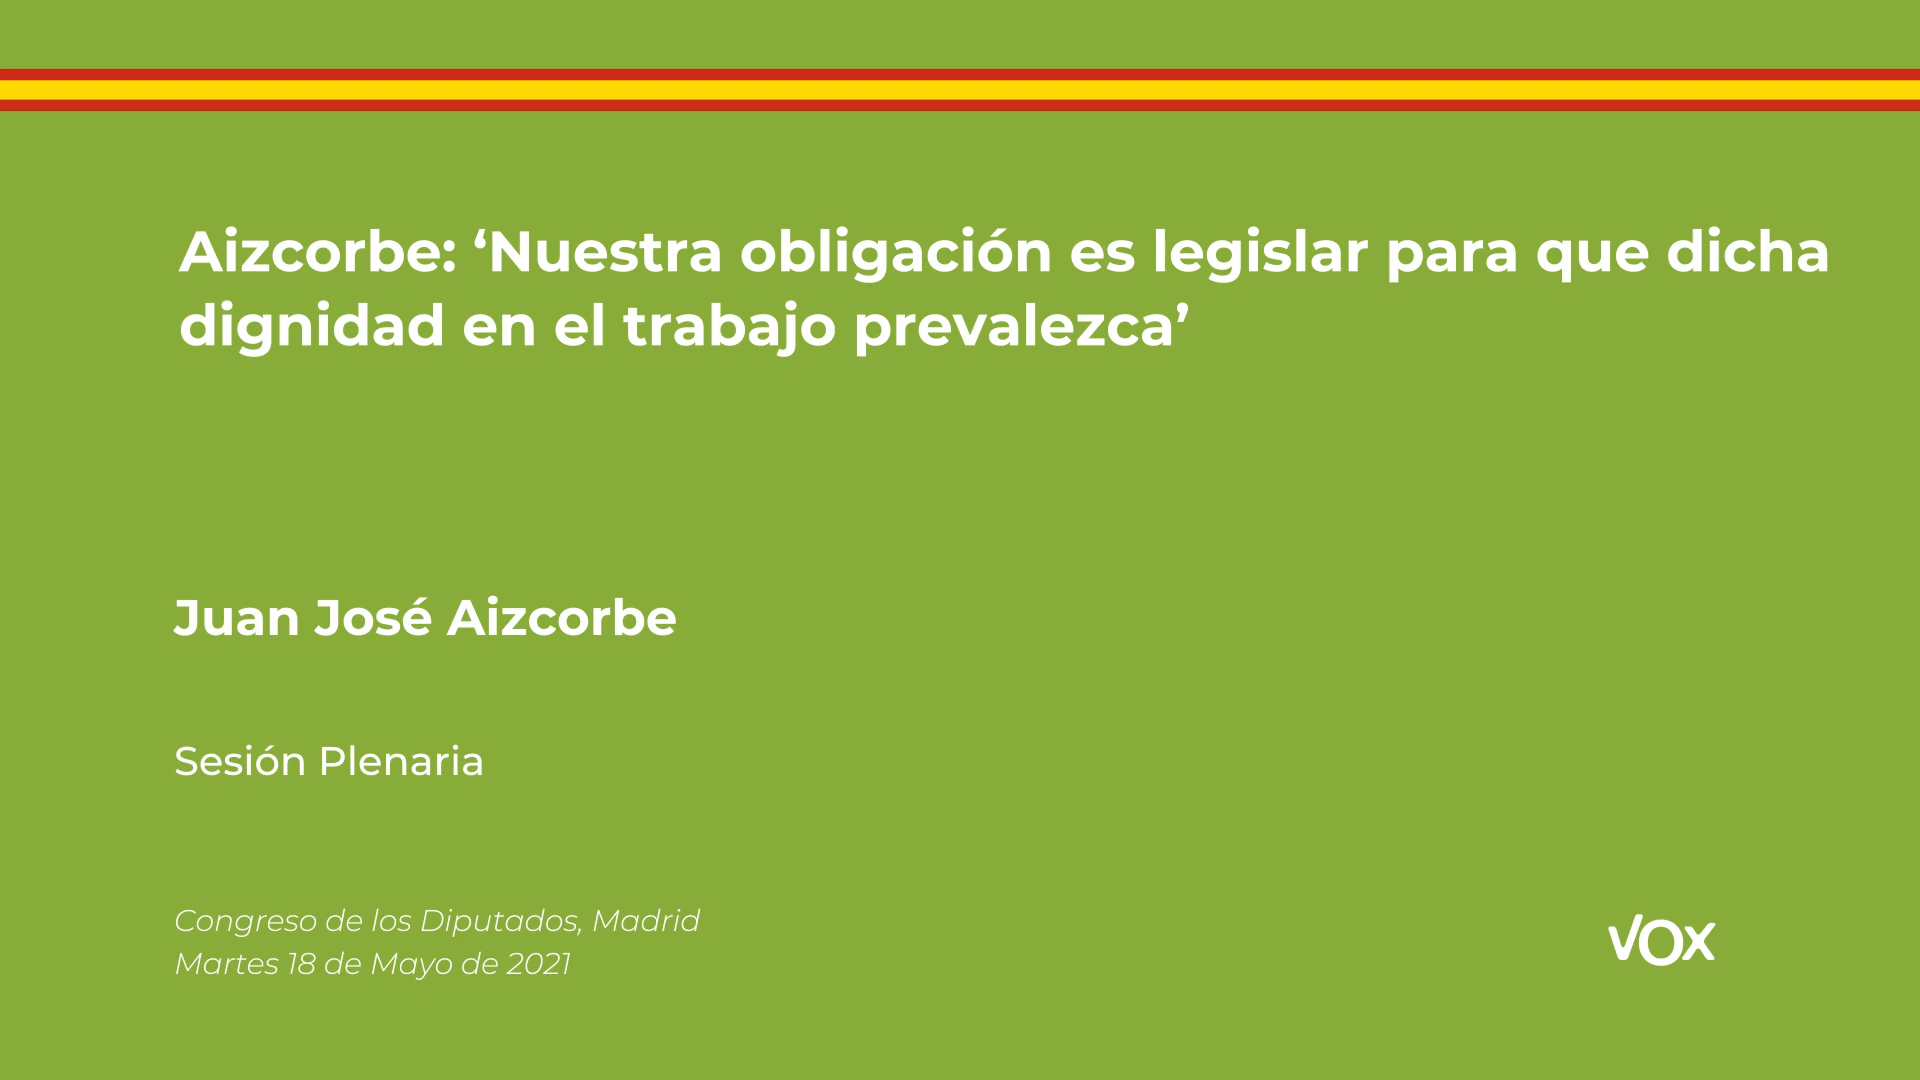 Aizcorbe: ‘Nuestra obligación es legislar para que dicha
dignidad en el trabajo prevalezca’
Juan José Aizcorbe
Sesión Plenaria
Congreso de los Diputados, Madrid
Martes 18 de Mayo de 2021
VOX